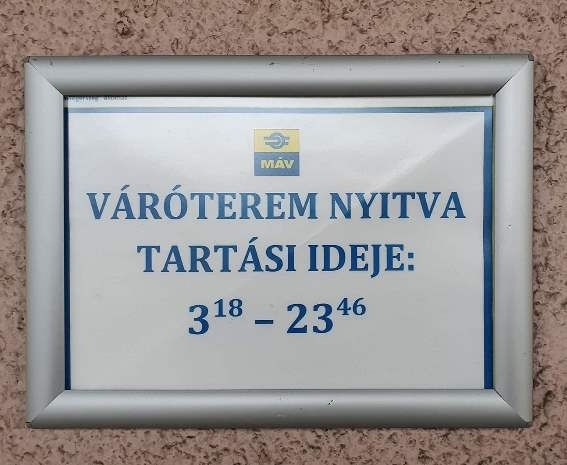 MÁV
VÁRÓTEREM NYITVA
TARTÁSI IDEJE:
3¹⁸ – 23⁴⁶